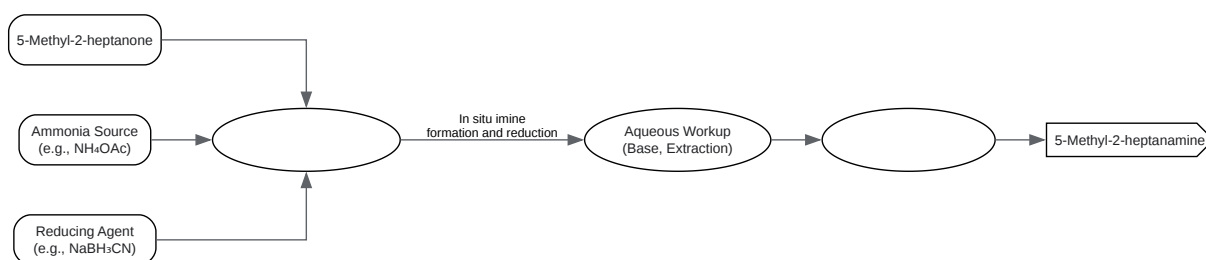 5-Methyl-2-heptanone
Ammonia Source
(e.g., NH₄OAc)
Reducing Agent
(e.g., NaBH₃CN)
In situ imine
formation and reduction
Aqueous Workup
(Base, Extraction)
5-Methyl-2-heptanamine